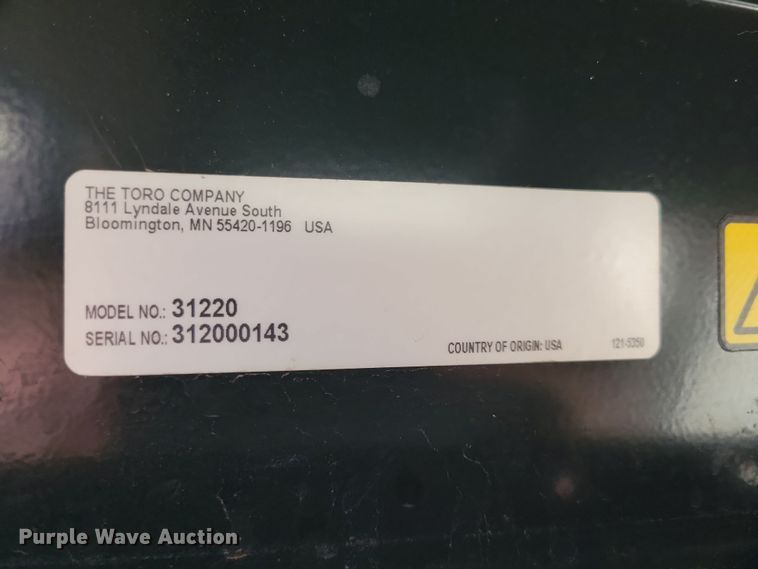 THE TORO COMPANY
8111 Lyndale Avenue South
Bloomington, MN 55420-1196 USA
MODEL NO.: 31220
SERIAL NO.: 312000143
COUNTRY OF ORIGIN: USA
121-5350
Purple Wave Auction